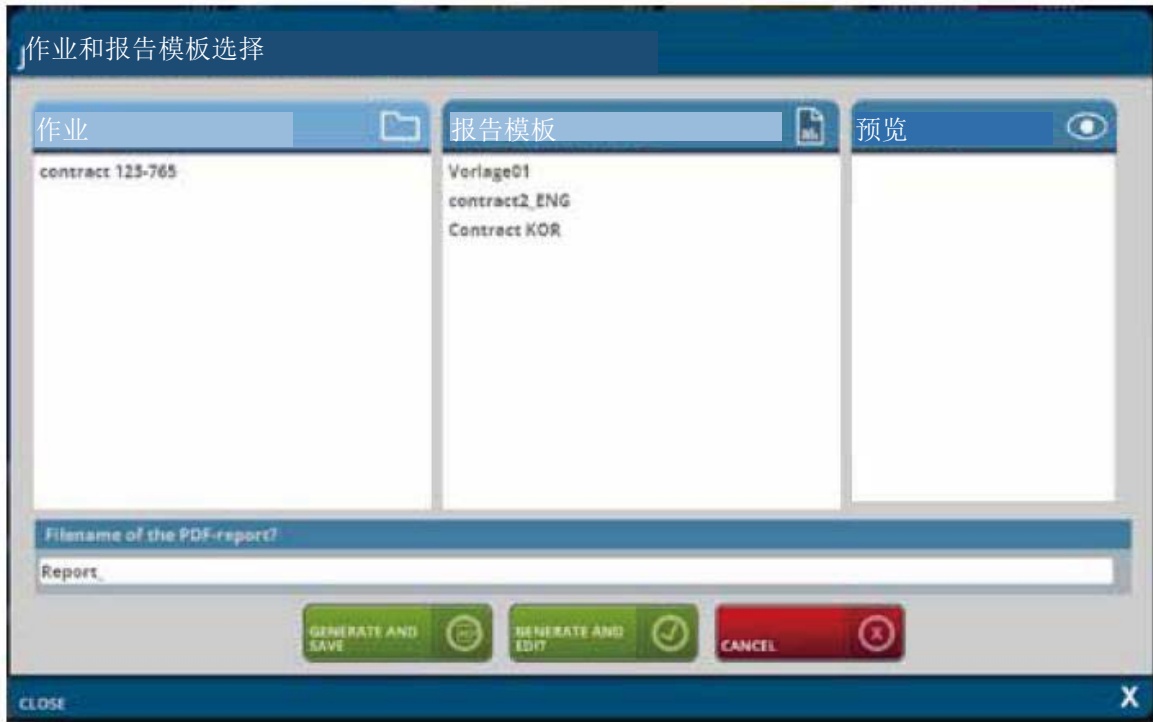 作业和报告模板选择
作业
报告模板
预览
contract 123-765
Vorlage01
contract2_ENG
Contract KOR
Filename of the PDF-report?
Report_
GENERATE AND
SAVE
GENERATE AND
EDIT
CANCEL
CLOSE
X